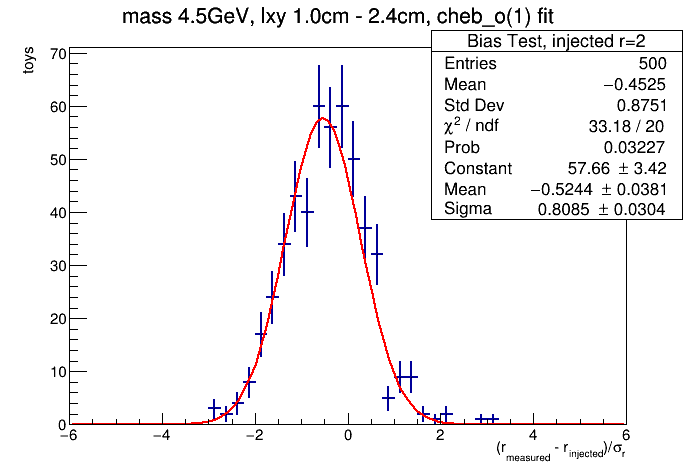 mass 4.5GeV, lxy 1.0cm - 2.4cm, cheb_o(1) fit
Bias Test, injected r=2
Entries 500
Mean −0.4525
Std Dev 0.8751
χ² / ndf 33.18 / 20
Prob 0.03227
Constant 57.66 ± 3.42
Mean −0.5244 ± 0.0381
Sigma 0.8085 ± 0.0304
toys
70
60
50
40
30
20
10
0
−6 −4 −2 0 2 4 6
(r_measured - r_injected)/σ_r